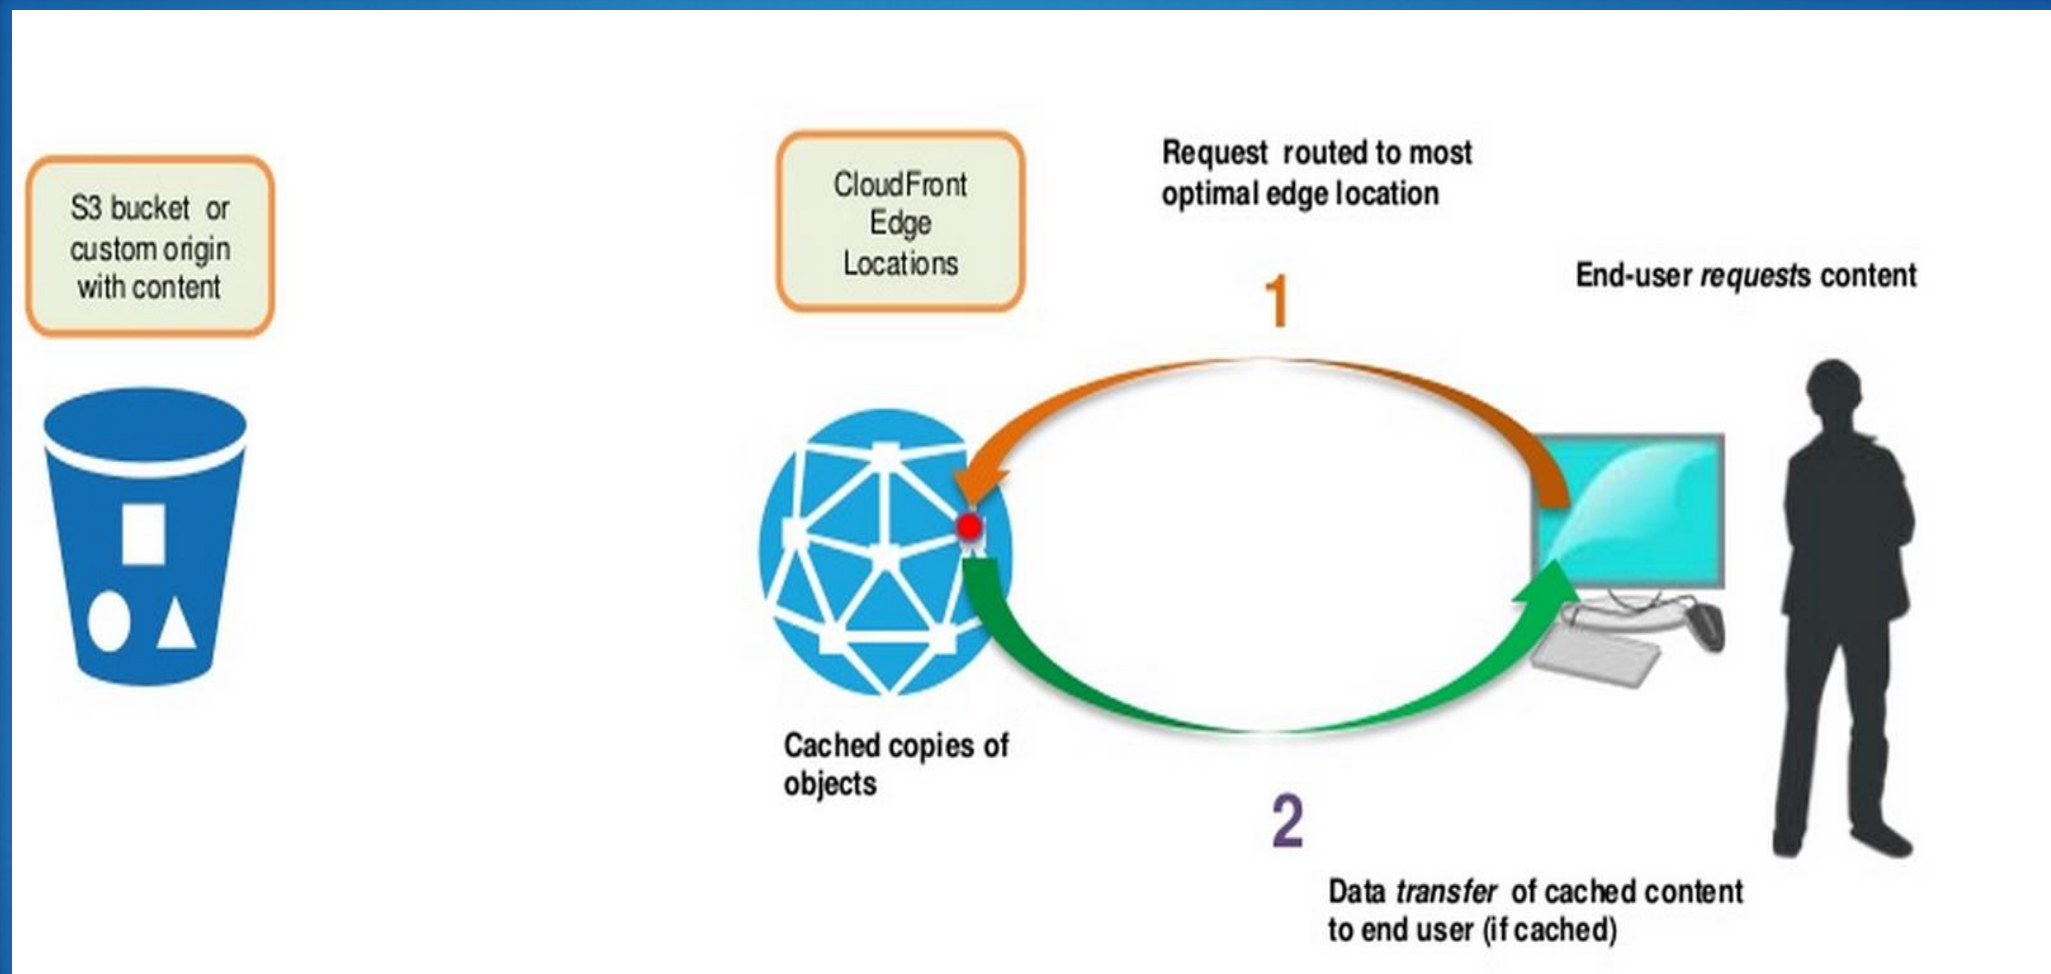 S3 bucket or
custom origin
with content
CloudFront
Edge
Locations
Request routed to most
optimal edge location
1
End-user requests content
Cached copies of
objects
2
Data transfer of cached content
to end user (if cached)